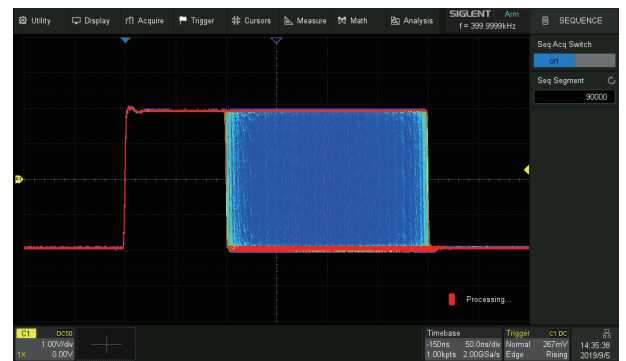 Utility Display Acquire Trigger Cursors Measure Math Analysis SIGLENT Arm SEQUENCE
f = 399.9999kHz
Seq Acq Switch
on
Seq Segment
90000
Processing...
C1 DC50 Timebase Trigger C1 DC
1.00V/div -150ns 50.0ns/div Normal 267mV 14:35:38
1X 0.00V 1.00kpts 2.00GSa/s Edge Rising 2019/9/5